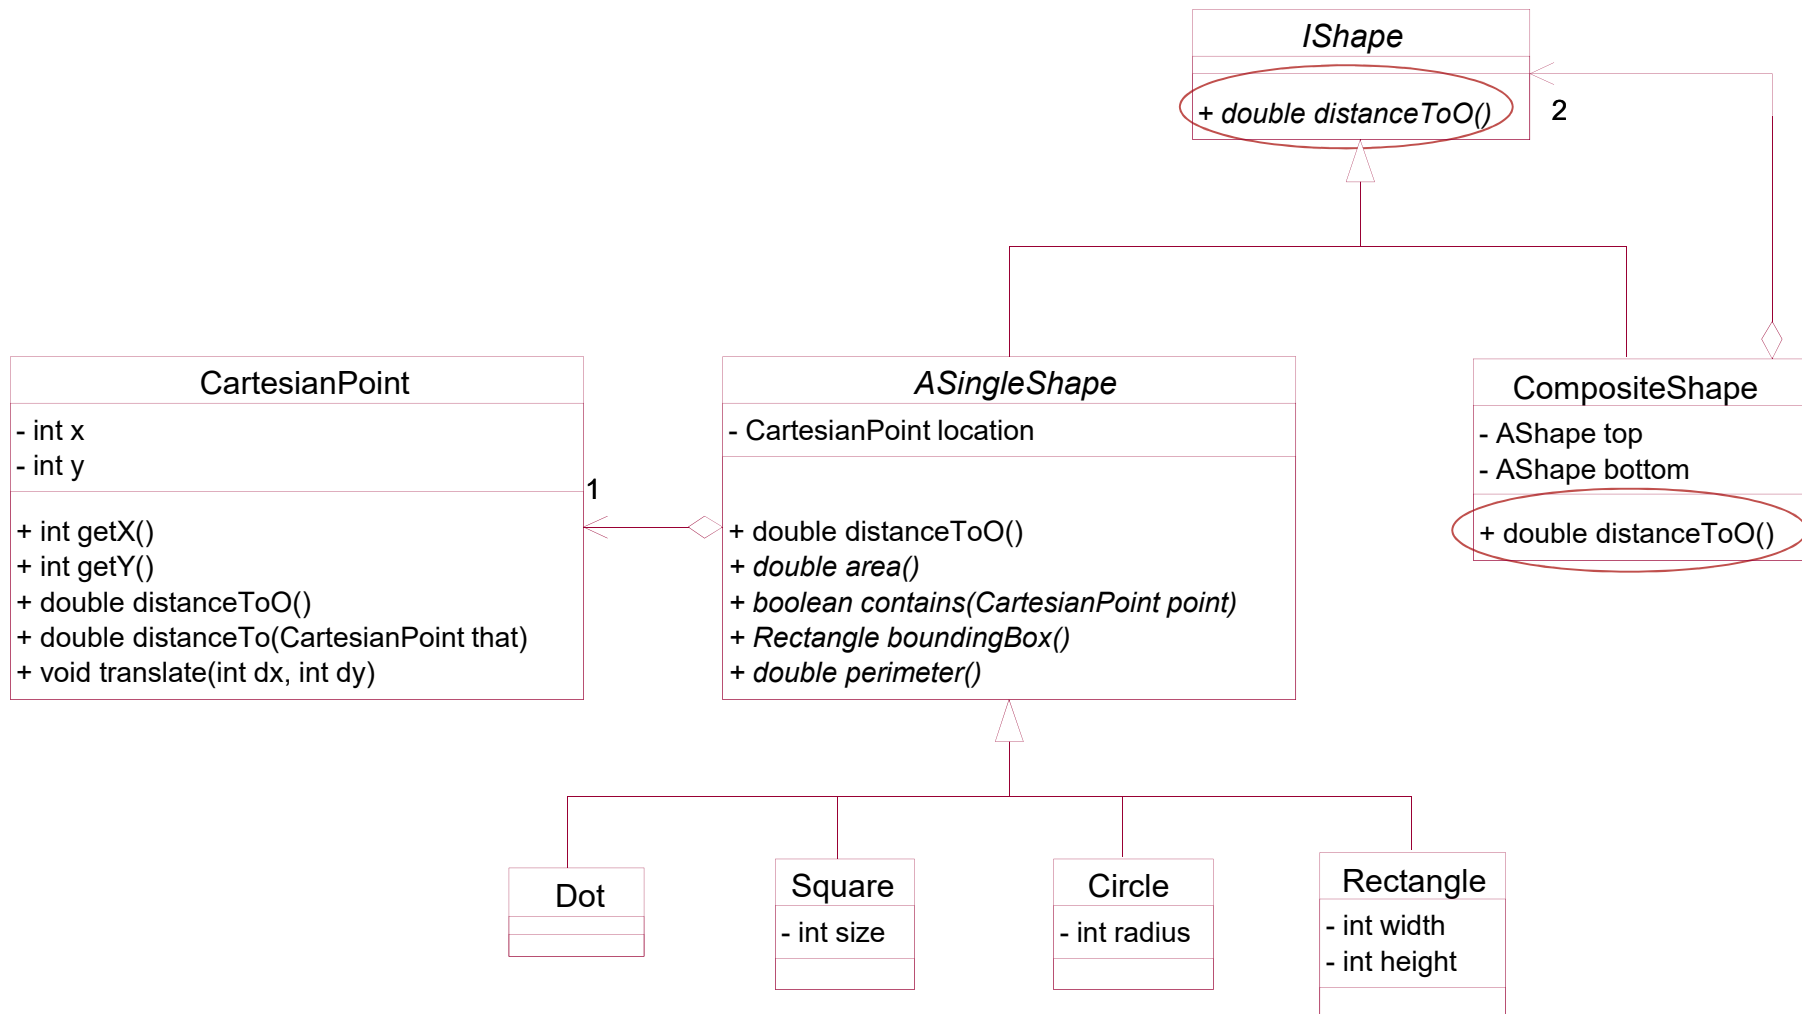 IShape
+ double distanceToO()
2
CartesianPoint
- int x
- int y
+ int getX()
+ int getY()
+ double distanceToO()
+ double distanceTo(CartesianPoint that)
+ void translate(int dx, int dy)
1
ASingleShape
- CartesianPoint location
+ double distanceToO()
+ double area()
+ boolean contains(CartesianPoint point)
+ Rectangle boundingBox()
+ double perimeter()
CompositeShape
- AShape top
- AShape bottom
+ double distanceToO()
Dot
Square
- int size
Circle
- int radius
Rectangle
- int width
- int height